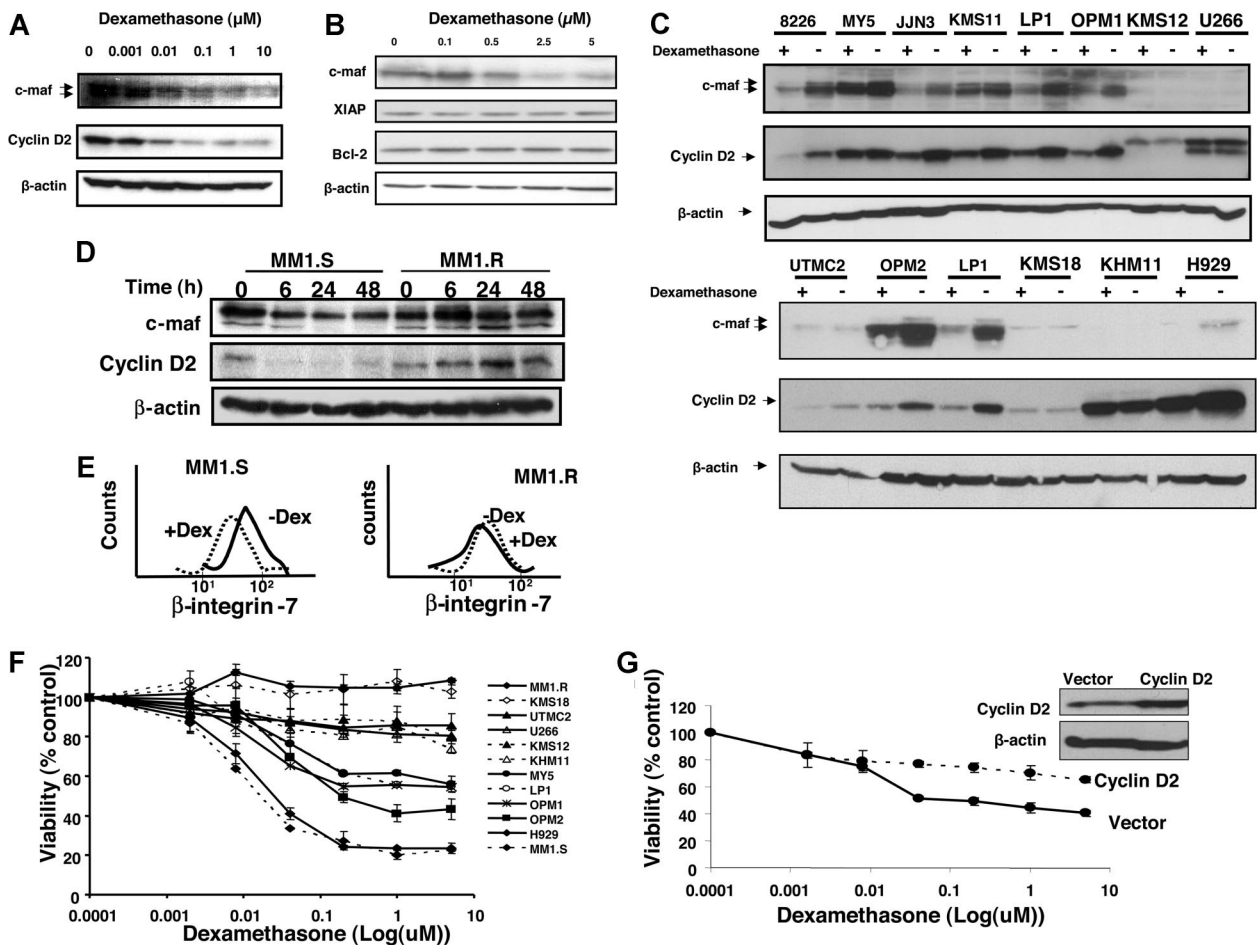 A
Dexamethasone (µM)
0 0.001 0.01 0.1 1 10
c-maf
Cyclin D2
β-actin
B
Dexamethasone (µM)
0 0.1 0.5 2.5 5
c-maf
XIAP
Bcl-2
β-actin
C
8226 MY5 JJN3 KMS11 LP1 OPM1 KMS12 U266
Dexamethasone + - + - + - + - + - + - + - + -
c-maf
Cyclin D2
β-actin
UTMC2 OPM2 LP1 KMS18 KHM11 H929
Dexamethasone + - + - + - + - + - + -
c-maf
Cyclin D2
β-actin
D
MM1.S MM1.R
Time (h) 0 6 24 48 0 6 24 48
c-maf
Cyclin D2
β-actin
E
MM1.S
Counts
+Dex -Dex
10¹ 10²
β-integrin -7
MM1.R
counts
-Dex
+Dex
10¹ 10²
β-integrin -7
F
Viability (% control)
120
100
80
60
40
20
0
0.0001 0.001 0.01 0.1 1 10
Dexamethasone (Log(uM))
MM1.R
KMS18
UTMC2
U266
KMS12
KHM11
MY5
LP1
OPM1
OPM2
H929
MM1.S
G
Vector Cyclin D2
Cyclin D2
β-actin
Viability (% control)
120
100
80
60
40
20
0
Cyclin D2
Vector
0.0001 0.001 0.01 0.1 1 10
Dexamethasone (Log(uM))